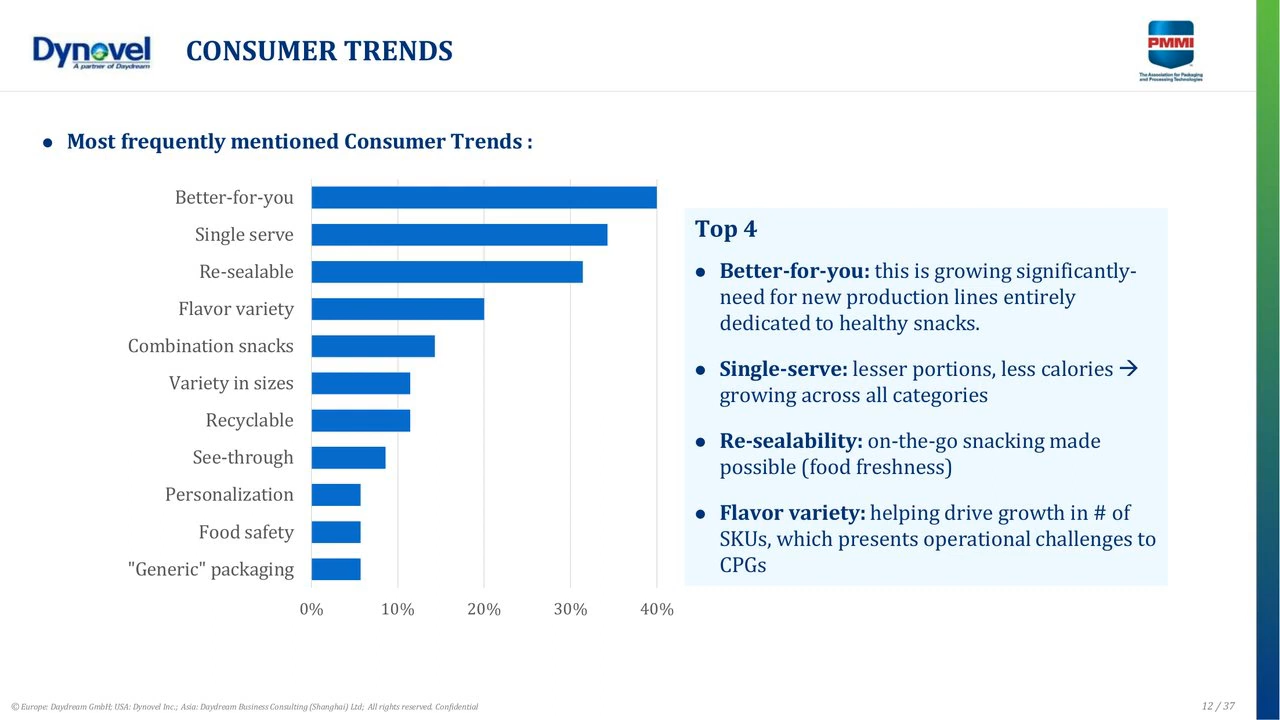 Dynovel
A partner of Daydream
CONSUMER TRENDS
PMMI
The Association for Packaging
and Processing Technologies
● Most frequently mentioned Consumer Trends :
Better-for-you
Single serve
Re-sealable
Flavor variety
Combination snacks
Variety in sizes
Recyclable
See-through
Personalization
Food safety
"Generic" packaging
0% 10% 20% 30% 40%
Top 4
● Better-for-you: this is growing significantly-
need for new production lines entirely
dedicated to healthy snacks.
● Single-serve: lesser portions, less calories →
growing across all categories
● Re-sealability: on-the-go snacking made
possible (food freshness)
● Flavor variety: helping drive growth in # of
SKUs, which presents operational challenges to
CPGs
© Europe: Daydream GmbH; USA: Dynovel Inc.; Asia: Daydream Business Consulting (Shanghai) Ltd; All rights reserved. Confidential
12 / 37